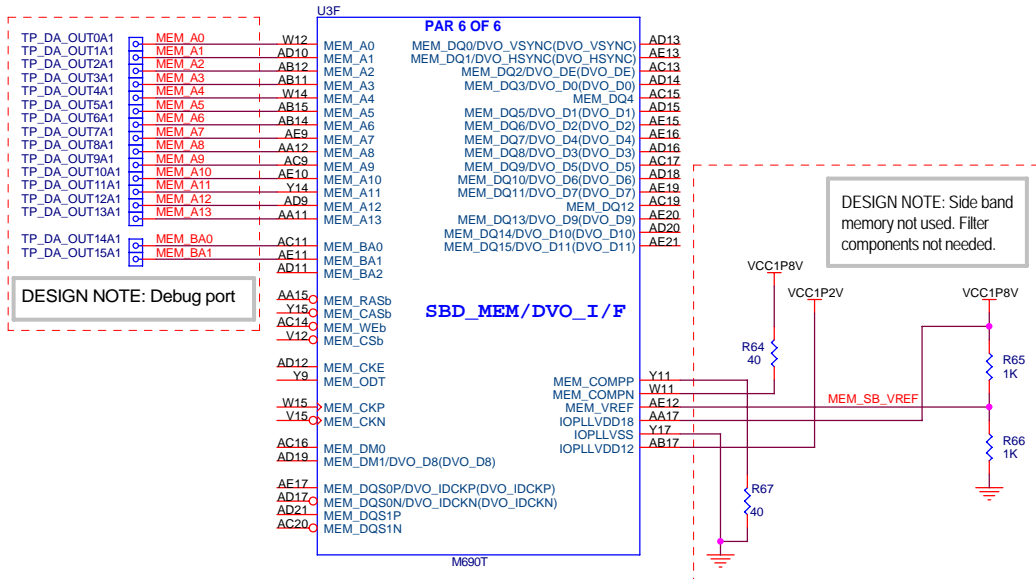 U3F
PAR 6 OF 6
TP_DA_OUT0A1 MEM_A0 W12 MEM_A0 MEM_DQ0/DVO_VSYNC(DVO_VSYNC) AD13
TP_DA_OUT1A1 MEM_A1 AD10 MEM_A1 MEM_DQ1/DVO_HSYNC(DVO_HSYNC) AE13
TP_DA_OUT2A1 MEM_A2 AB12 MEM_A2 MEM_DQ2/DVO_DE(DVO_DE) AC13
TP_DA_OUT3A1 MEM_A3 AB11 MEM_A3 MEM_DQ3/DVO_D0(DVO_D0) AD14
TP_DA_OUT4A1 MEM_A4 W14 MEM_A4 MEM_DQ4 AC15
TP_DA_OUT5A1 MEM_A5 AB15 MEM_A5 MEM_DQ5/DVO_D1(DVO_D1) AD15
TP_DA_OUT6A1 MEM_A6 AB14 MEM_A6 MEM_DQ6/DVO_D2(DVO_D2) AE15
TP_DA_OUT7A1 MEM_A7 AE9 MEM_A7 MEM_DQ7/DVO_D4(DVO_D4) AE16
TP_DA_OUT8A1 MEM_A8 AA12 MEM_A8 MEM_DQ8/DVO_D3(DVO_D3) AD16
TP_DA_OUT9A1 MEM_A9 AC9 MEM_A9 MEM_DQ9/DVO_D5(DVO_D5) AC17
TP_DA_OUT10A1 MEM_A10 AE10 MEM_A10 MEM_DQ10/DVO_D6(DVO_D6) AD18
TP_DA_OUT11A1 MEM_A11 Y14 MEM_A11 MEM_DQ11/DVO_D7(DVO_D7) AE19
TP_DA_OUT12A1 MEM_A12 AD9 MEM_A12 MEM_DQ12 AC19
TP_DA_OUT13A1 MEM_A13 AA11 MEM_A13 MEM_DQ13/DVO_D9(DVO_D9) AE20
MEM_DQ14/DVO_D10(DVO_D10) AD20
TP_DA_OUT14A1 MEM_BA0 AC11 MEM_BA0 MEM_DQ15/DVO_D11(DVO_D11) AE21
TP_DA_OUT15A1 MEM_BA1 AE11 MEM_BA1
AD11 MEM_BA2
DESIGN NOTE: Debug port
DESIGN NOTE: Side band
memory not used. Filter
components not needed.
AA15 MEM_RASb
Y15 MEM_CASb
AC14 MEM_WEb
V12 MEM_CSb
SBD_MEM/DVO_I/F
VCC1P8V
VCC1P2V
VCC1P8V
AD12 MEM_CKE
Y9 MEM_ODT
R64
40
R65
1K
MEM_COMPP Y11
MEM_COMPN W11
MEM_VREF AE12 MEM_SB_VREF
IOPLLVDD18 AA17
IOPLLVSS Y17
IOPLLVDD12 AB17
W15 MEM_CKP
V15 MEM_CKN
R66
1K
AC16 MEM_DM0
AD19 MEM_DM1/DVO_D8(DVO_D8)
AE17 MEM_DQS0P/DVO_IDCKP(DVO_IDCKP)
AD17 MEM_DQS0N/DVO_IDCKN(DVO_IDCKN)
AD21 MEM_DQS1P
AC20 MEM_DQS1N
R67
40
M690T